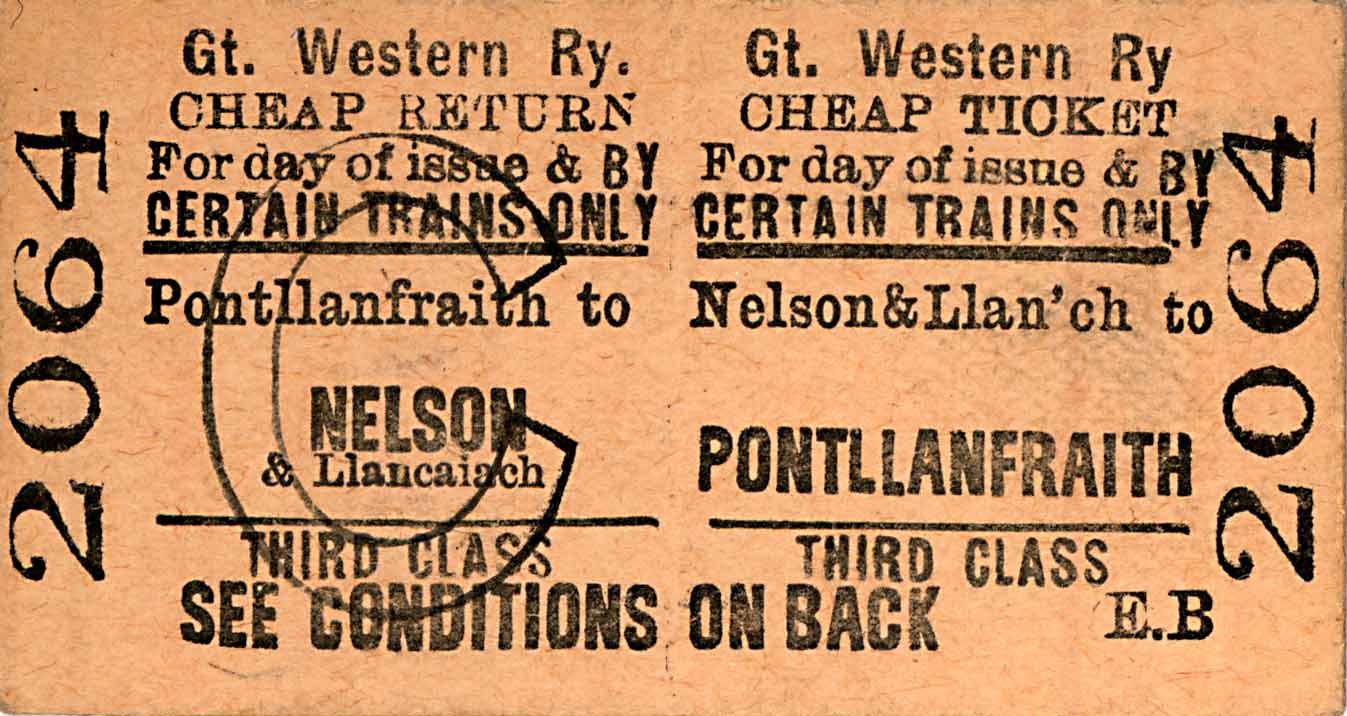 2064
Gt. Western Ry.
CHEAP RETURN
For day of issue & BY
CERTAIN TRAINS ONLY
Pontllanfraith to
NELSON
& Llancaiach
THIRD CLASS
Gt. Western Ry
CHEAP TICKET
For day of issue & BY
CERTAIN TRAINS ONLY
Nelson&Llan'ch to
PONTLLANFRAITH
THIRD CLASS
SEE CONDITIONS ON BACK
E.B
2064
C